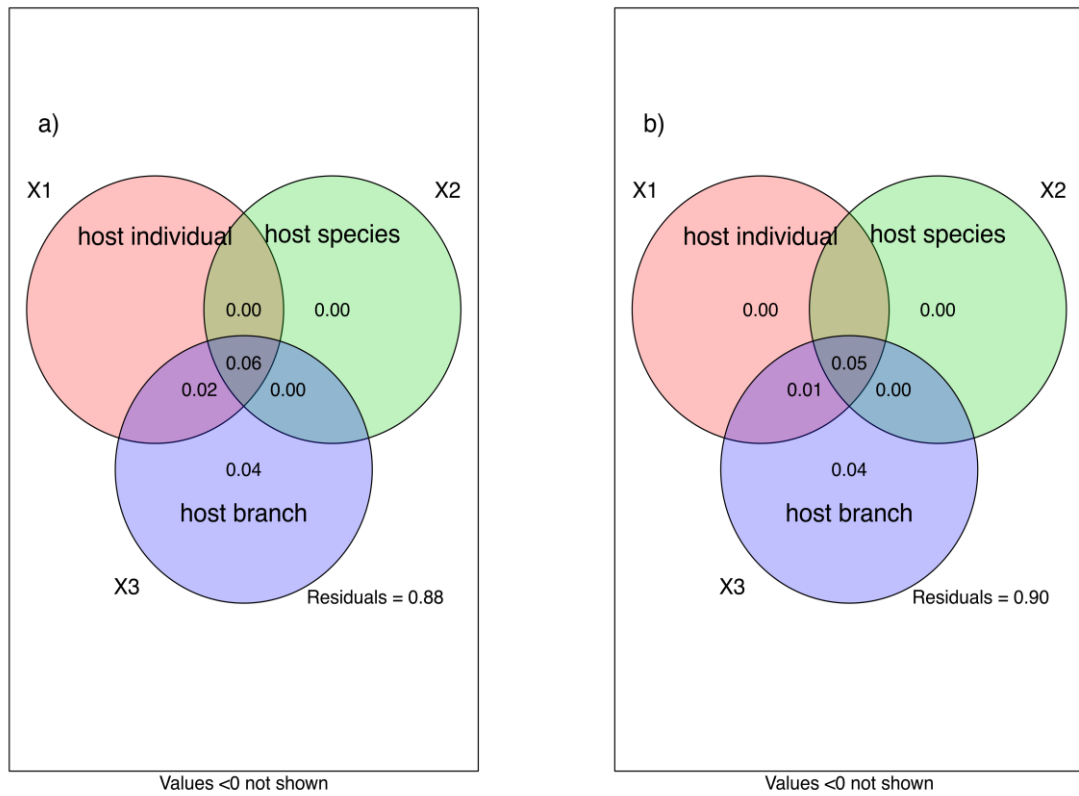 a)
X1
X2
host individual
host species
0.00
0.00
0.06
0.02
0.00
0.04
host branch
X3
Residuals = 0.88
Values <0 not shown
b)
X1
X2
host individual
host species
0.00
0.00
0.05
0.01
0.00
0.04
host branch
X3
Residuals = 0.90
Values <0 not shown